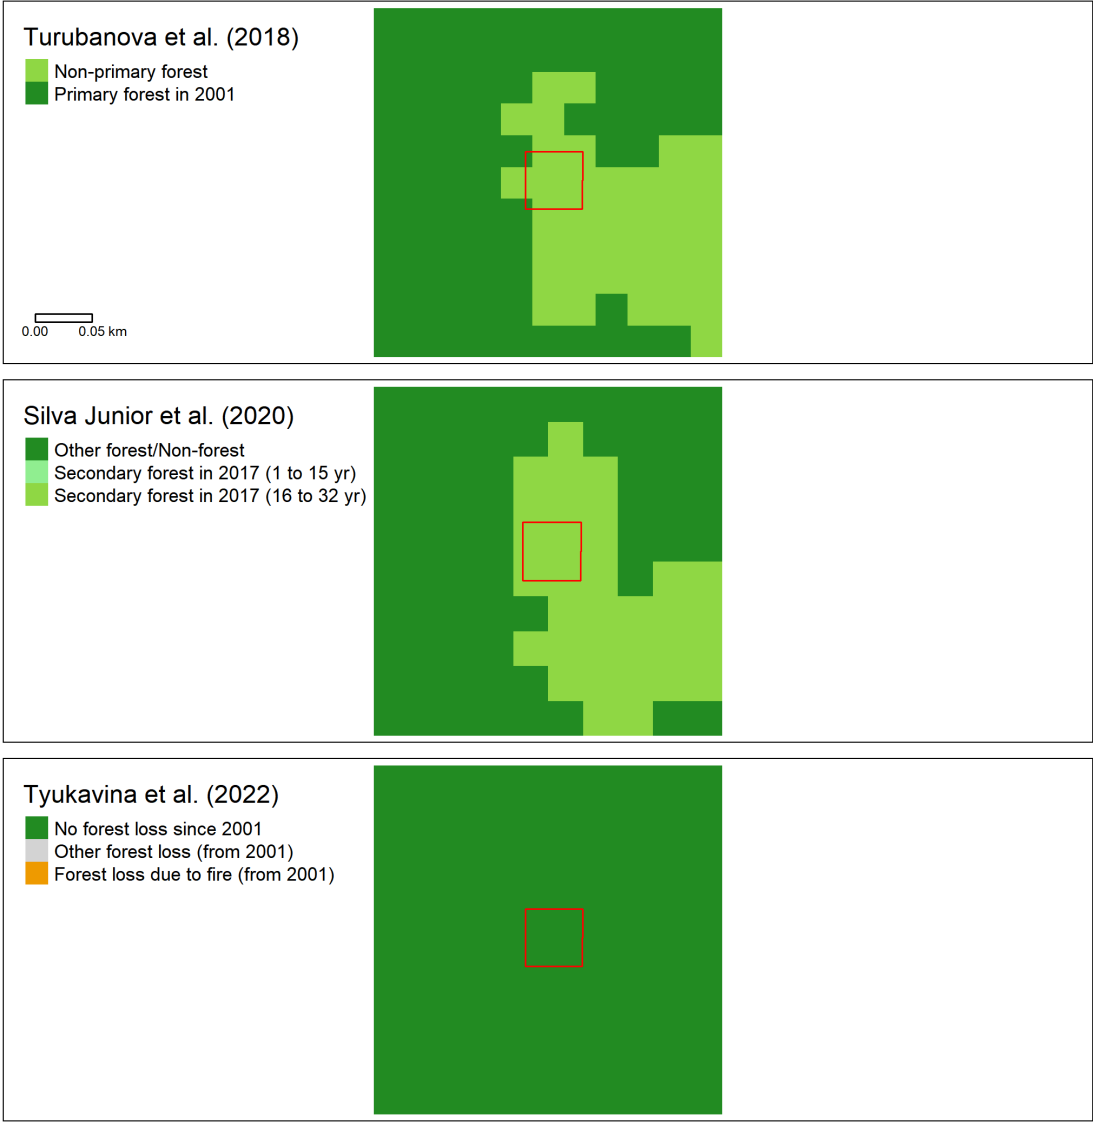 Turubanova et al. (2018)
Non-primary forest
Primary forest in 2001
0.00 0.05 km
Silva Junior et al. (2020)
Other forest/Non-forest
Secondary forest in 2017 (1 to 15 yr)
Secondary forest in 2017 (16 to 32 yr)
Tyukavina et al. (2022)
No forest loss since 2001
Other forest loss (from 2001)
Forest loss due to fire (from 2001)